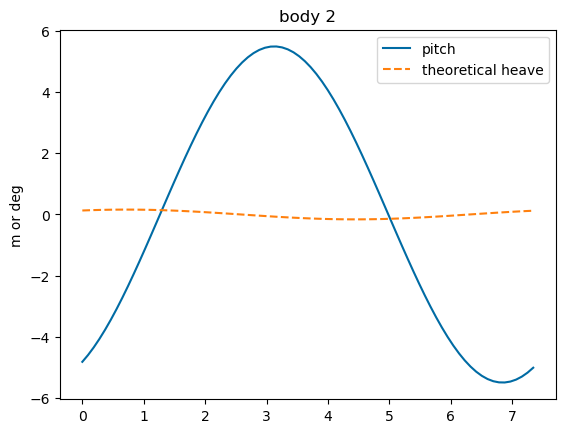 body 2
pitch
theoretical heave
m or deg
6
4
2
0
−2
−4
−6
0 1 2 3 4 5 6 7